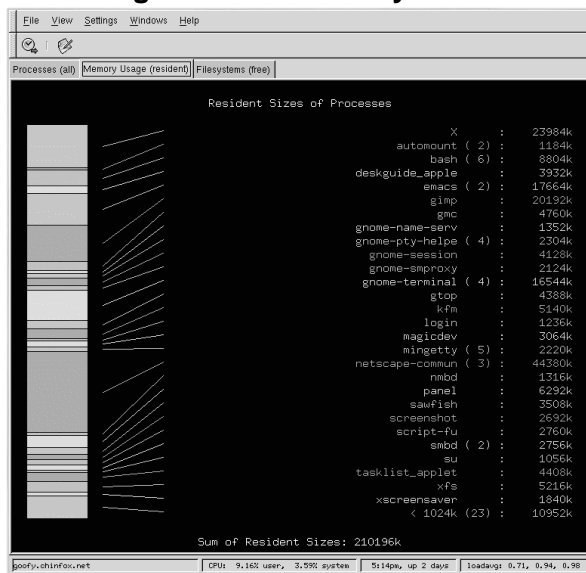 File View Settings Windows Help
Processes (all) Memory Usage (resident) Filesystems (free)
Resident Sizes of Processes
X : 23984k
automount ( 2) : 1184k
bash ( 6) : 8804k
deskguide_apple : 3932k
emacs ( 2) : 17664k
gimp : 20192k
gmc : 4760k
gnome-name-serv : 1352k
gnome-pty-helpe ( 4) : 2304k
gnome-session : 4128k
gnome-smproxy : 2124k
gnome-terminal ( 4) : 16544k
gtop : 4388k
kfm : 5140k
login : 1236k
magicdev : 3064k
mingetty ( 5) : 2220k
netscape-commun ( 3) : 44380k
nmbd : 1316k
panel : 6292k
sawfish : 3508k
screenshot : 2692k
script-fu : 2760k
smbd ( 2) : 2756k
su : 1056k
tasklist_applet : 4408k
xfs : 5216k
xscreensaver : 1840k
< 1024k (23) : 10952k
Sum of Resident Sizes: 210196k
goofy.chinfox.net CPU: 9.16% user, 3.59% system 5:14pm, up 2 days loadavg: 0.71, 0.94, 0.98